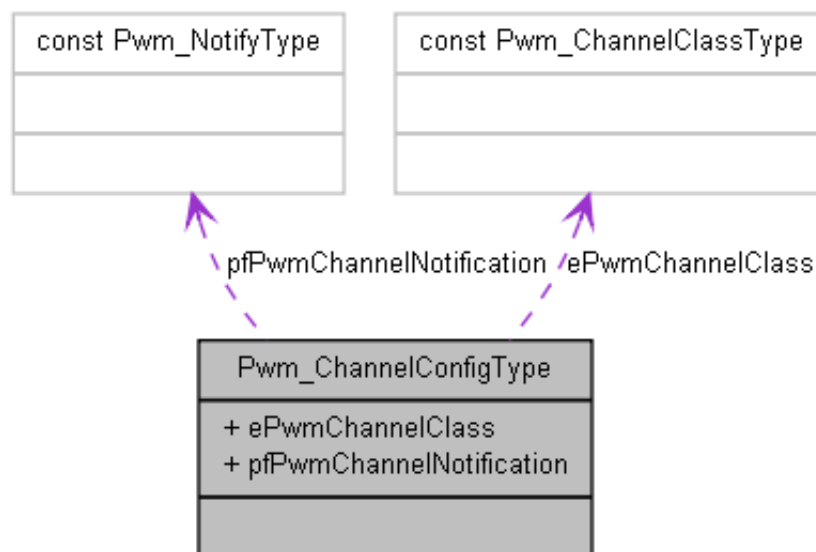 const Pwm_NotifyType
const Pwm_ChannelClassType
pfPwmChannelNotification
ePwmChannelClass
Pwm_ChannelConfigType
+ ePwmChannelClass
+ pfPwmChannelNotification